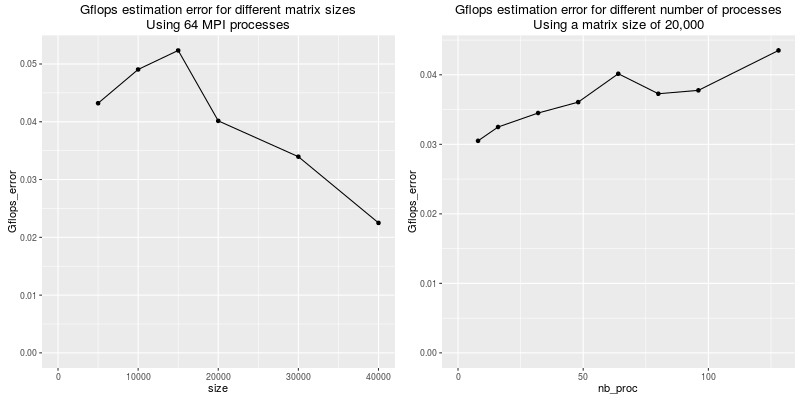 Gflops estimation error for different matrix sizes
Using 64 MPI processes
0.05
0.04
0.03
0.02
0.01
0.00
Gflops_error
0 10000 20000 30000 40000
size
Gflops estimation error for different number of processes
Using a matrix size of 20,000
0.04
0.03
0.02
0.01
0.00
Gflops_error
0 50 100
nb_proc